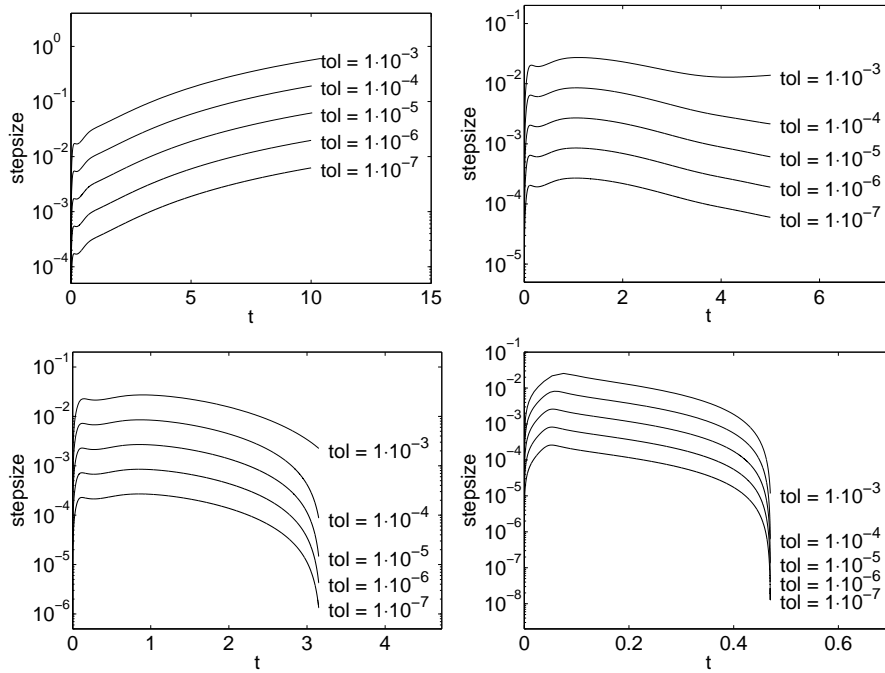 10⁰
10⁻¹
10⁻²
10⁻³
10⁻⁴
stepsize
0
5
10
15
t
tol = 1·10⁻³
tol = 1·10⁻⁴
tol = 1·10⁻⁵
tol = 1·10⁻⁶
tol = 1·10⁻⁷
10⁻¹
10⁻²
10⁻³
10⁻⁴
10⁻⁵
stepsize
0
2
4
6
t
tol = 1·10⁻³
tol = 1·10⁻⁴
tol = 1·10⁻⁵
tol = 1·10⁻⁶
tol = 1·10⁻⁷
10⁻¹
10⁻²
10⁻³
10⁻⁴
10⁻⁵
10⁻⁶
stepsize
0
1
2
3
4
t
tol = 1·10⁻³
tol = 1·10⁻⁴
tol = 1·10⁻⁵
tol = 1·10⁻⁶
tol = 1·10⁻⁷
10⁻¹
10⁻²
10⁻³
10⁻⁴
10⁻⁵
10⁻⁶
10⁻⁷
10⁻⁸
stepsize
0
0.2
0.4
0.6
t
tol = 1·10⁻³
tol = 1·10⁻⁴
tol = 1·10⁻⁵
tol = 1·10⁻⁶
tol = 1·10⁻⁷